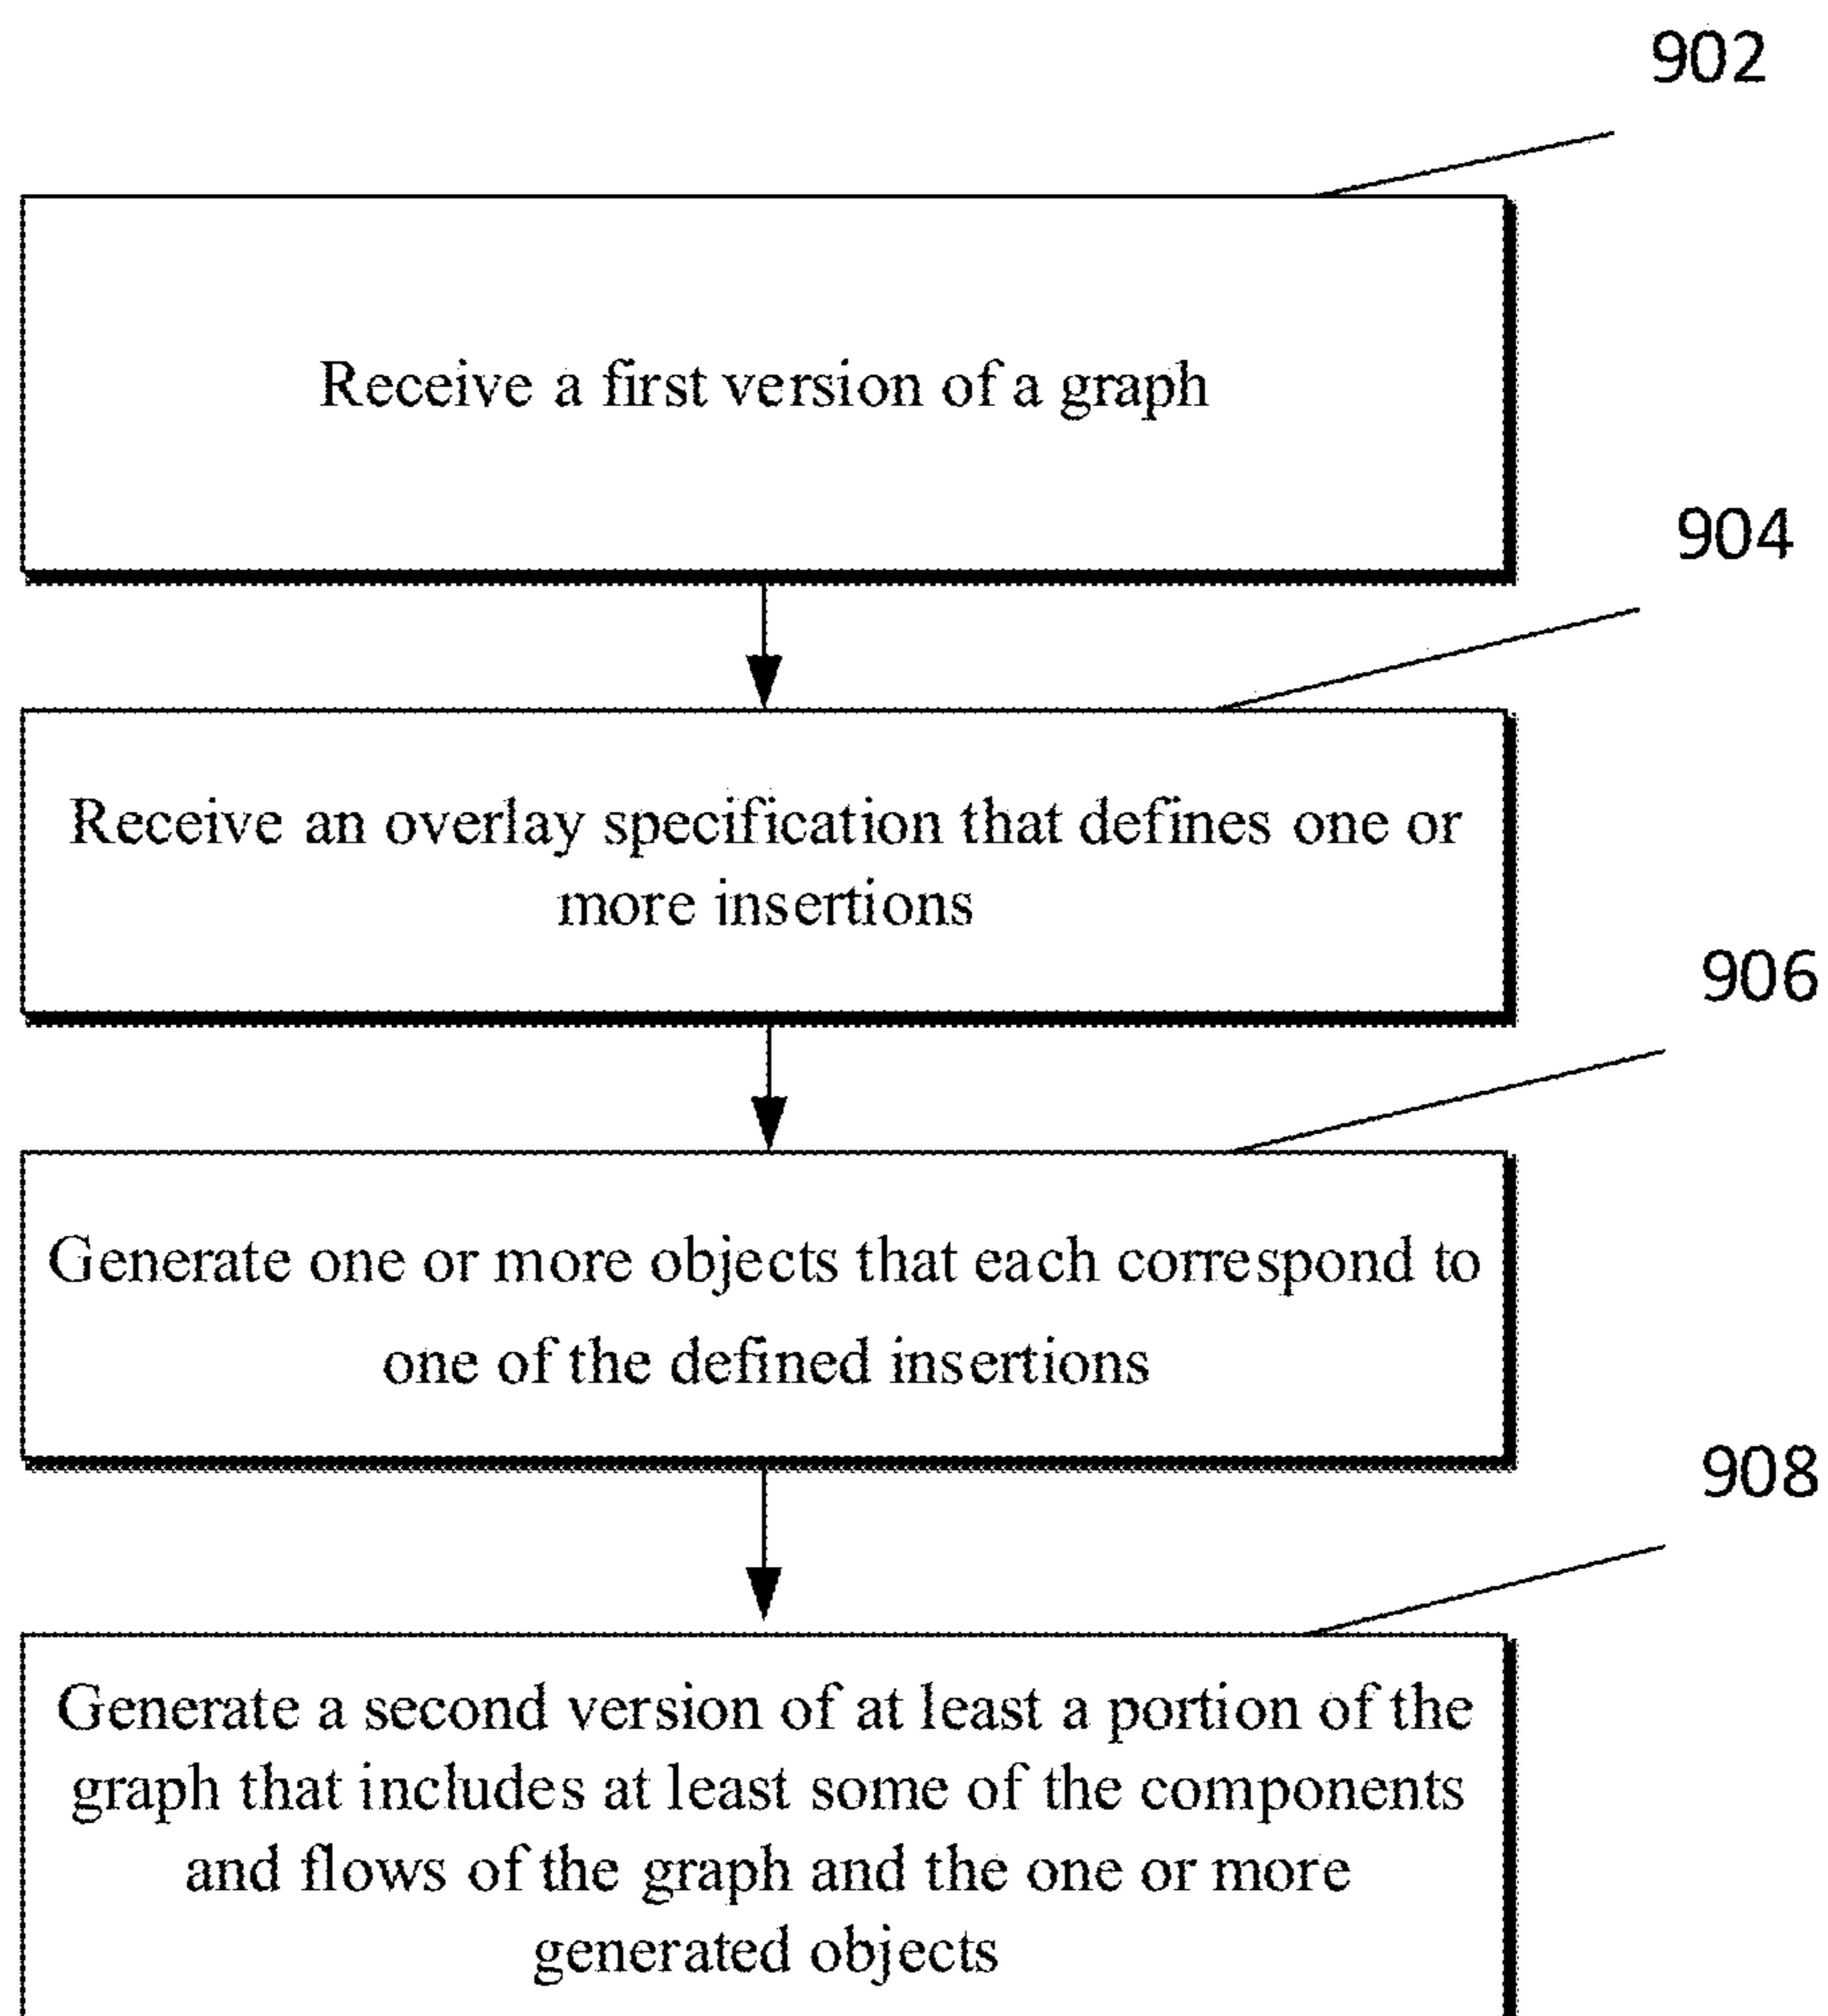 902
Receive a first version of a graph
904
Receive an overlay specification that defines one or
more insertions
906
Generate one or more objects that each correspond to
one of the defined insertions
908
Generate a second version of at least a portion of the
graph that includes at least some of the components
and flows of the graph and the one or more
generated objects